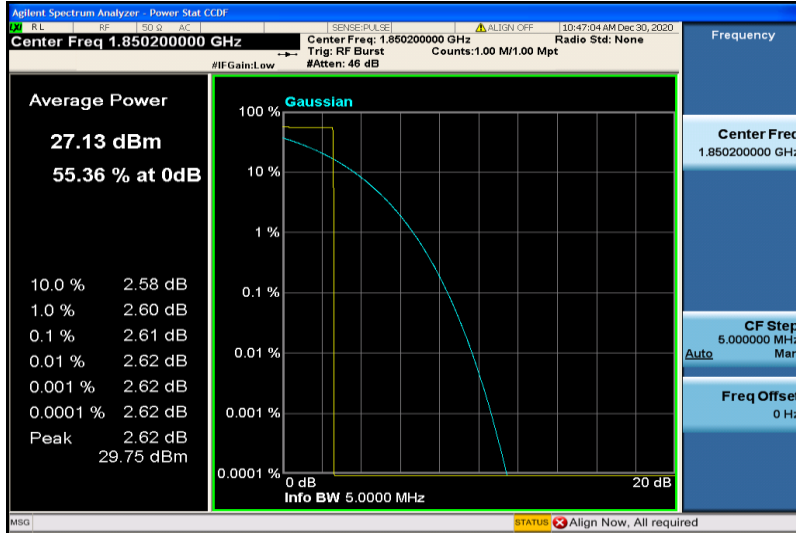 Agilent Spectrum Analyzer - Power Stat CCDF
LXI RL RF 50 Ω AC SENSE:PULSE ALIGN OFF 10:47:04 AM Dec 30, 2020
Center Freq 1.850200000 GHz
Center Freq: 1.850200000 GHz Radio Std: None
Trig: RF Burst Counts:1.00 M/1.00 Mpt
#IFGain:Low #Atten: 46 dB
Frequency
Average Power
27.13 dBm
55.36 % at 0dB
10.0 % 2.58 dB
1.0 % 2.60 dB
0.1 % 2.61 dB
0.01 % 2.62 dB
0.001 % 2.62 dB
0.0001 % 2.62 dB
Peak 2.62 dB
29.75 dBm
Gaussian
100 %
10 %
1 %
0.1 %
0.01 %
0.001 %
0.0001 %
0 dB 20 dB
Info BW 5.0000 MHz
Center Freq
1.850200000 GHz
CF Step
5.000000 MHz
Auto Man
Freq Offset
0 Hz
MSG STATUS Align Now, All required